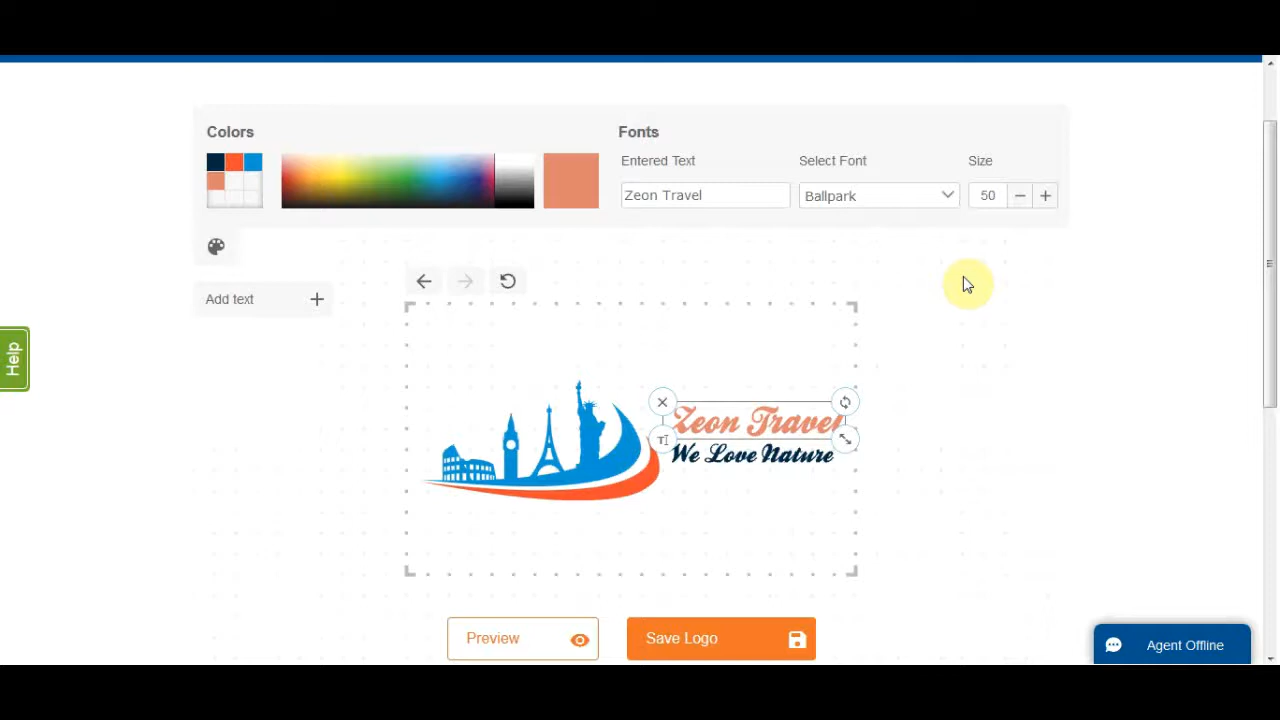 Colors
Fonts
Entered Text
Select Font
Size
Zeon Travel
Ballpark
50
Add text
Help
Zeon Travel
We Love Nature
Preview
Save Logo
Agent Offline